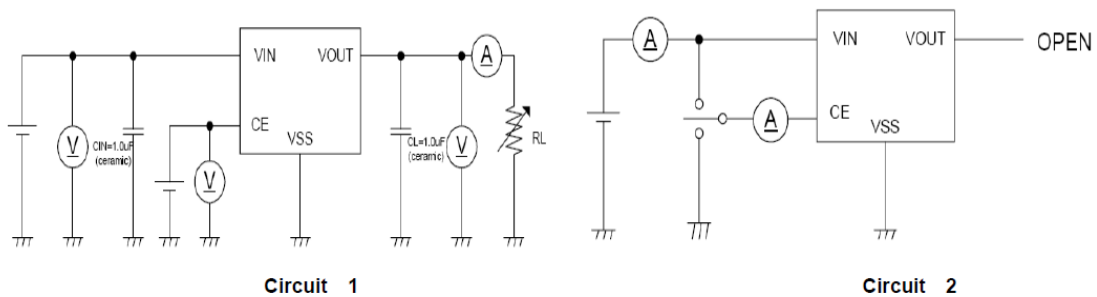 VIN VOUT A
V CIN=1.0uF
(ceramic)
CE
V
VSS
CL=1.0uF
(ceramic)
V RL
A
VIN VOUT OPEN
A CE
VSS
Circuit 1 Circuit 2